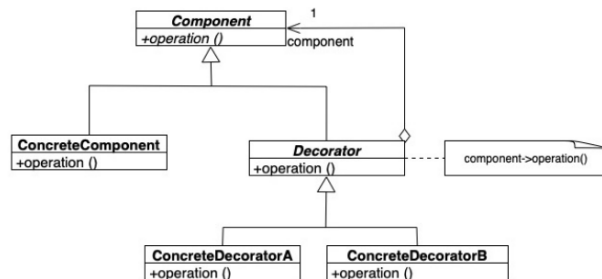 Component
+operation ()
1
component
ConcreteComponent
+operation ()
Decorator
+operation ()
component->operation()
ConcreteDecoratorA
+operation ()
ConcreteDecoratorB
+operation ()